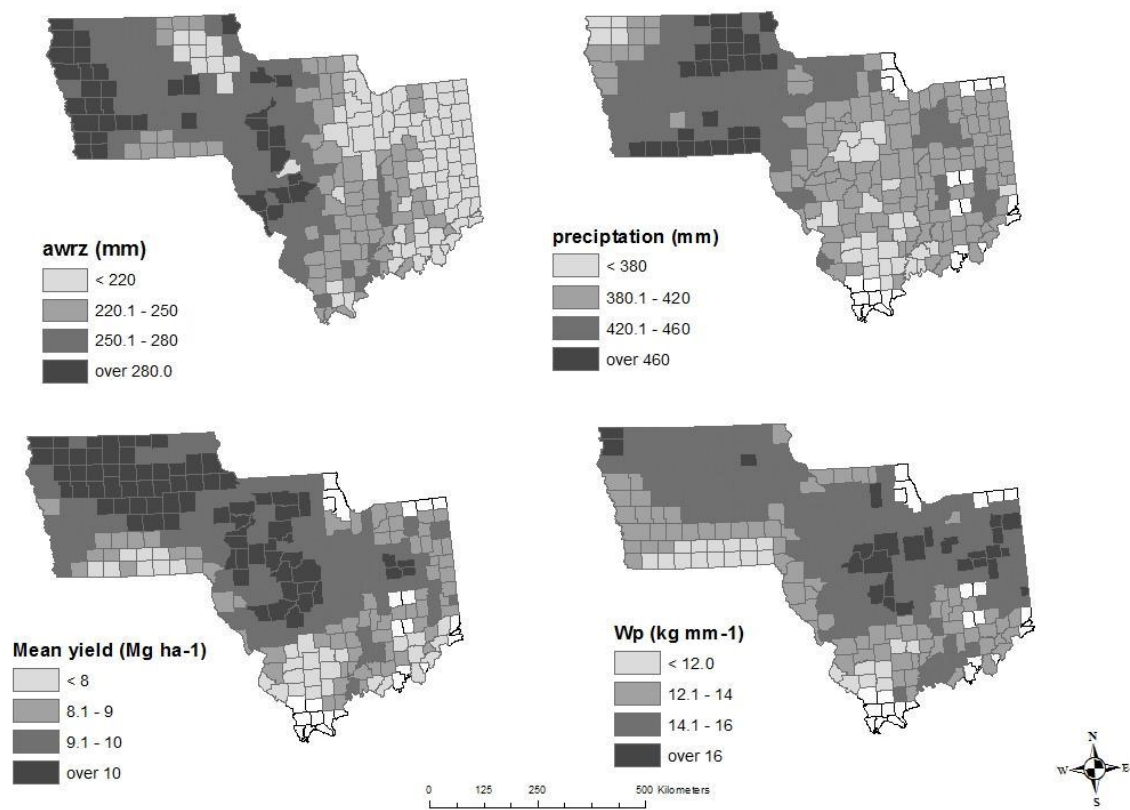 awrz (mm)
< 220
220.1 - 250
250.1 - 280
over 280.0
preciptation (mm)
< 380
380.1 - 420
420.1 - 460
over 460
Mean yield (Mg ha-1)
< 8
8.1 - 9
9.1 - 10
over 10
Wp (kg mm-1)
< 12.0
12.1 - 14
14.1 - 16
over 16
0 125 250 500 Kilometers
N
W E
S